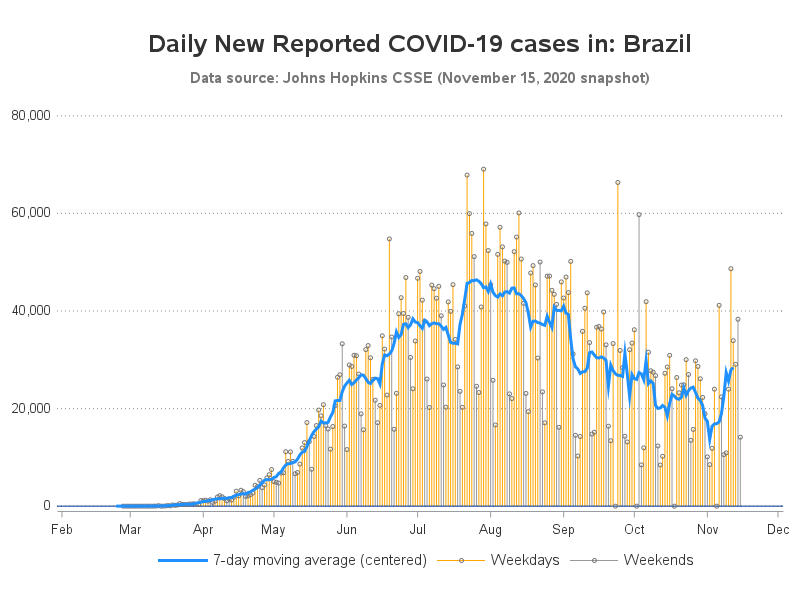 Daily New Reported COVID-19 cases in: Brazil
Data source: Johns Hopkins CSSE (November 15, 2020 snapshot)
80,000
60,000
40,000
20,000
0
Feb Mar Apr May Jun Jul Aug Sep Oct Nov Dec
7-day moving average (centered) Weekdays Weekends